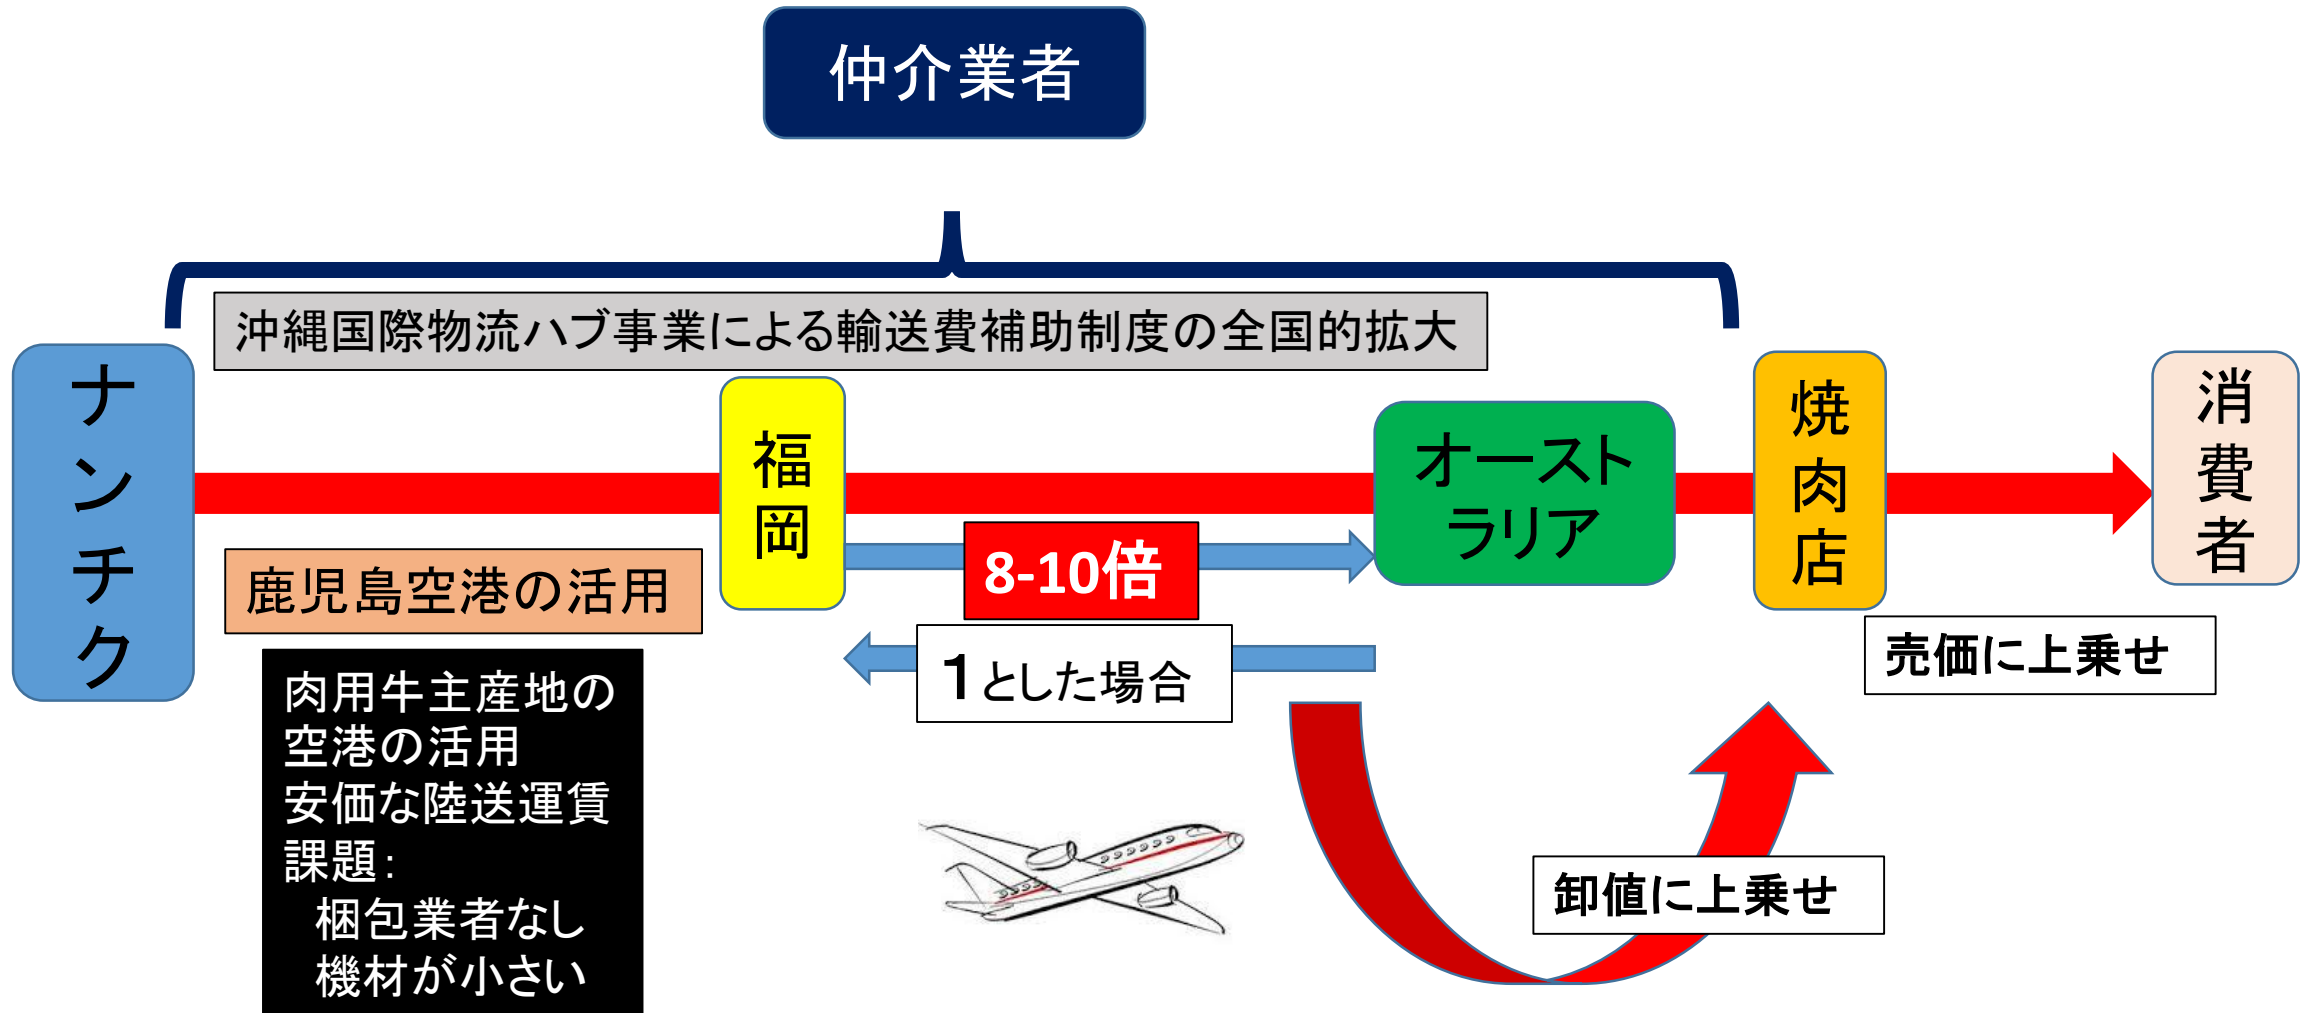 仲介業者
沖縄国際物流ハブ事業による輸送費補助制度の全国的拡大
ナンチク
福岡
オースト
ラリア
焼肉店
消費者
8-10倍
鹿児島空港の活用
1とした場合
売価に上乗せ
肉用牛主産地の
空港の活用
安価な陸送運賃
課題：
梱包業者なし
機材が小さい
卸値に上乗せ